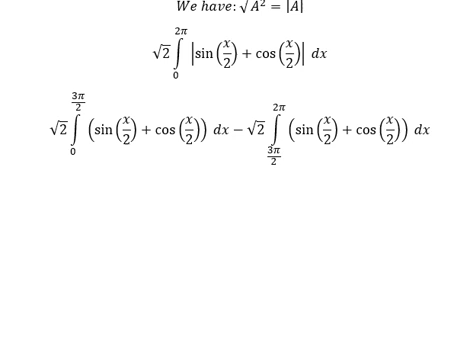 We have: √A² = |A|
√2 ∫₀^{2π} |sin(x/2) + cos(x/2)| dx
√2 ∫₀^{3π/2} (sin(x/2) + cos(x/2)) dx − √2 ∫_{3π/2}^{2π} (sin(x/2) + cos(x/2)) dx